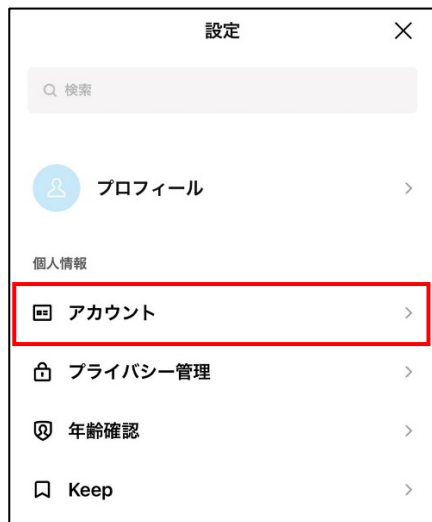 設定
検索
プロフィール
個人情報
アカウント
プライバシー管理
年齢確認
Keep